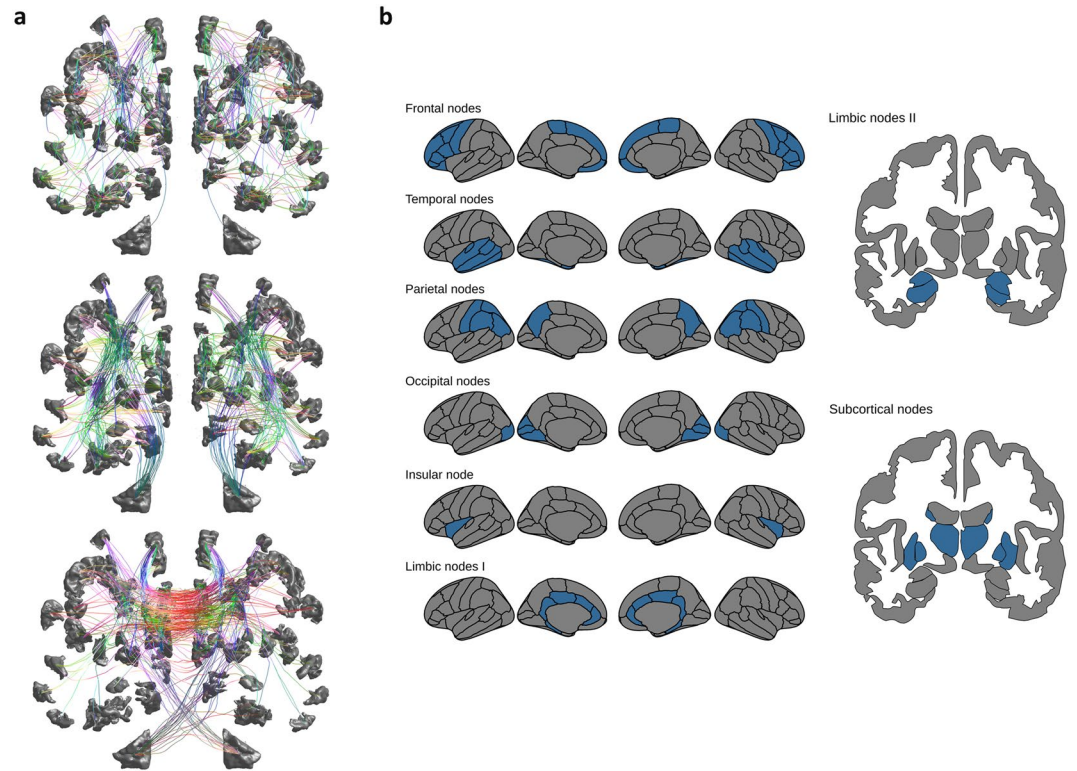 a
b
Frontal nodes
Temporal nodes
Parietal nodes
Occipital nodes
Insular node
Limbic nodes I
Limbic nodes II
Subcortical nodes